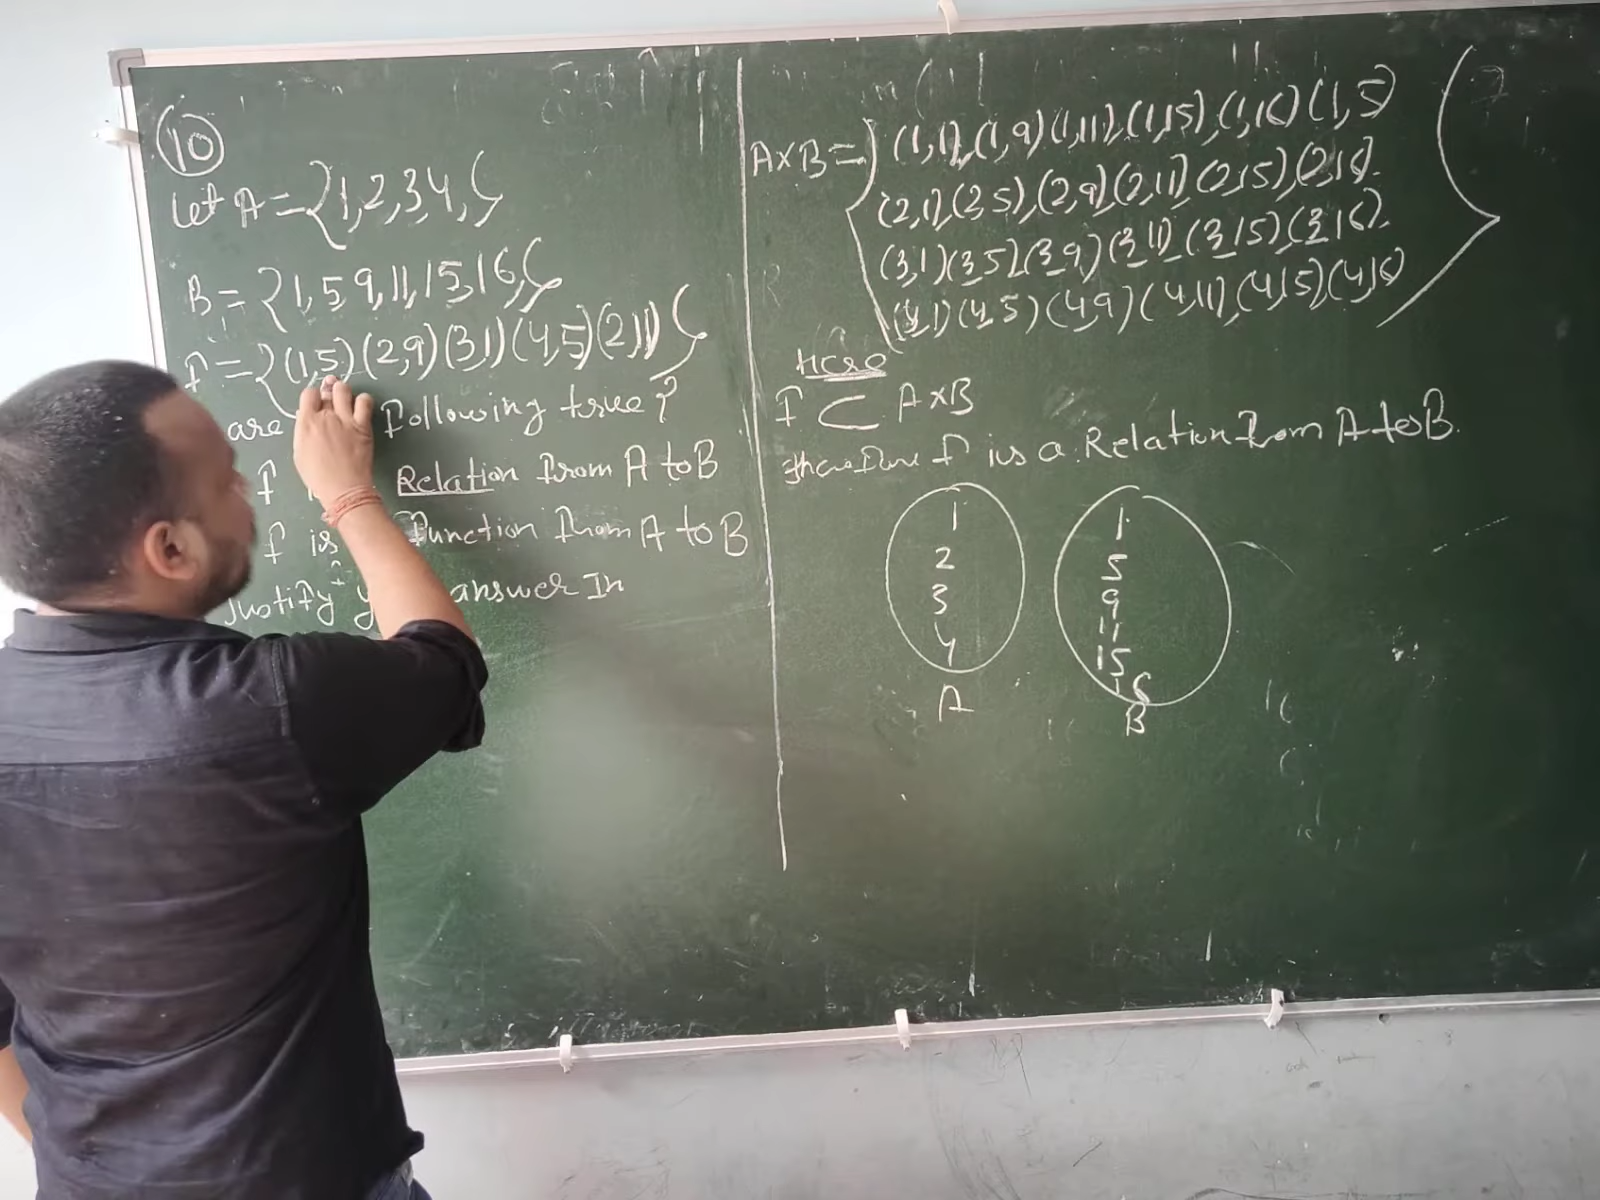 10
Let A = {1,2,3,4,}
B = {1,5,9,11,15,16,}
f = {(1,5)(2,9)(3,1)(4,5)(2,11)}
are following true?
f Relation from A to B
f is function from A to B
Justify answer In
A×B = {(1,1),(1,9)(1,11),(1,15),(1,16)(1,5)
(2,1)(2,5),(2,9)(2,11)(2,15),(2,16).
(3,1)(3,5)(3,9)(3,11)(3,15)(3,16).
(4,1)(4,5)(4,9)(4,11),(4,15)(4,16)}
Here
f ⊂ A×B
therefore f is a Relation from A to B.
1
2
3
4
A
1
5
9
11
15
16
B